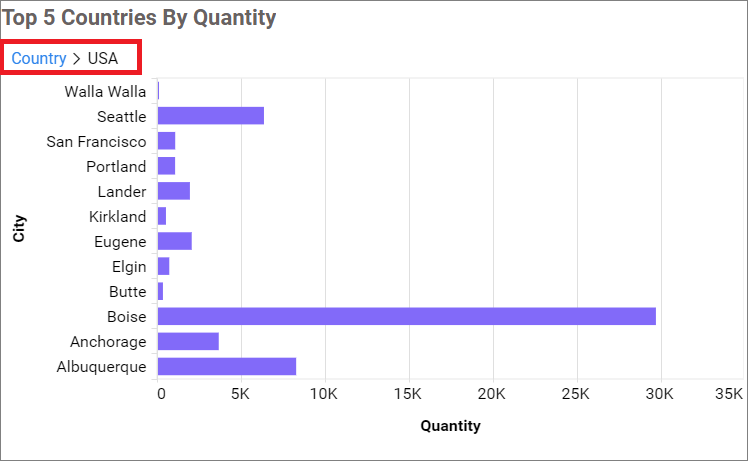 Top 5 Countries By Quantity
Country > USA
Walla Walla
Seattle
San Francisco
Portland
Lander
Kirkland
City
Eugene
Elgin
Butte
Boise
Anchorage
Albuquerque
0 5K 10K 15K 20K 25K 30K 35K
Quantity